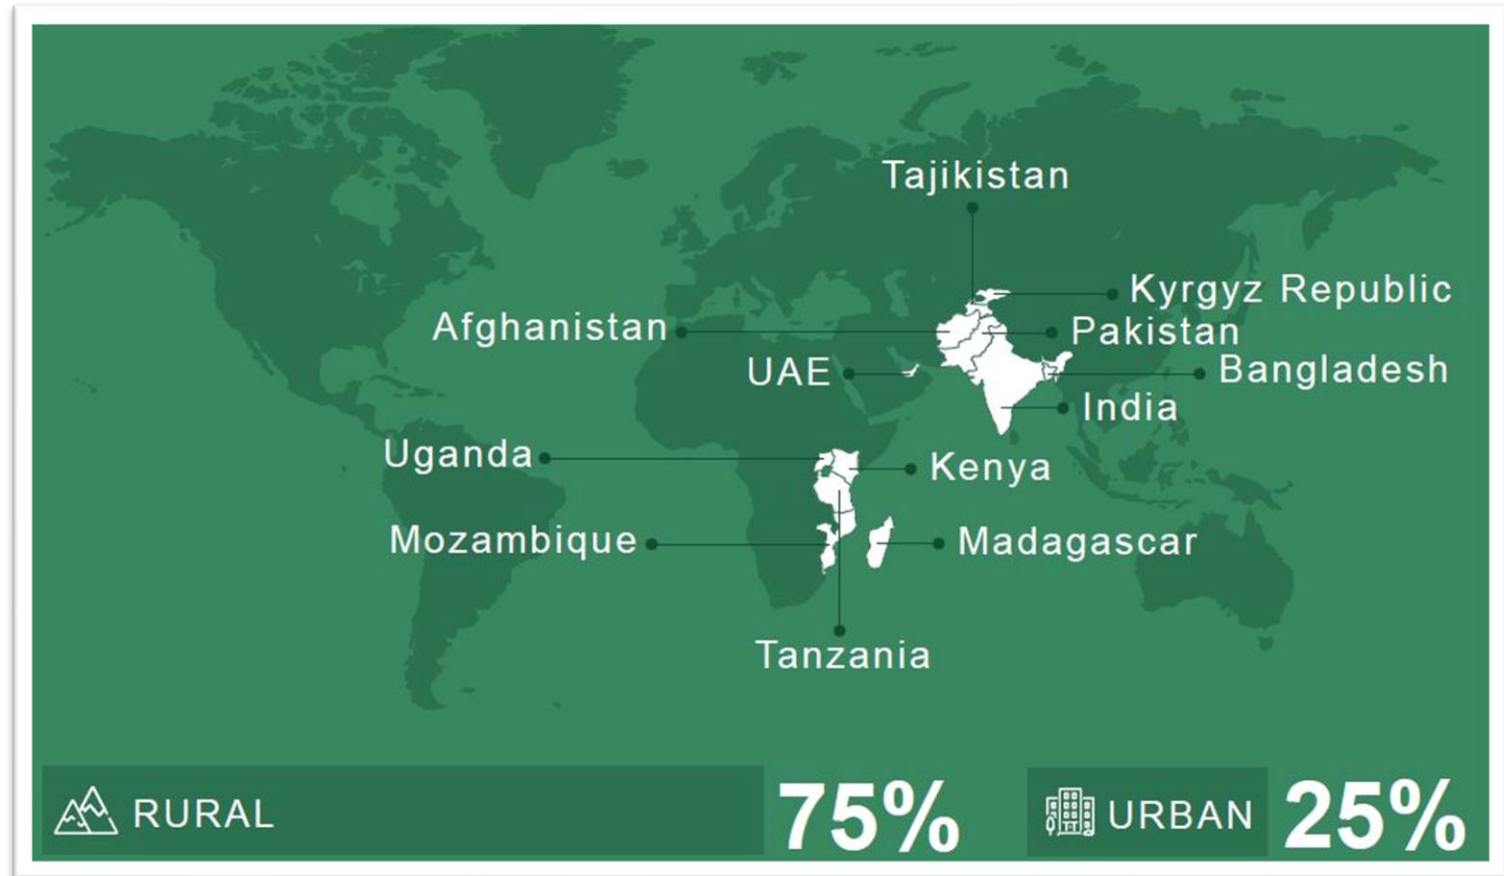 Tajikistan
Kyrgyz Republic
Afghanistan
Pakistan
UAE
Bangladesh
India
Uganda
Kenya
Mozambique
Madagascar
Tanzania
RURAL 75% URBAN 25%